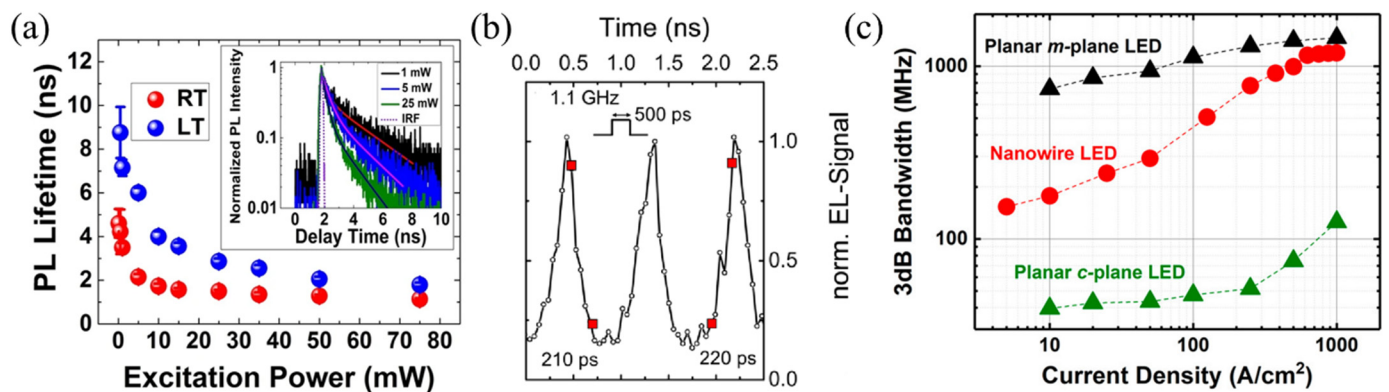 (a)
PL Lifetime (ns)
12
10
8
6
4
2
0
RT
LT
Normalized PL Intensity
1
0.1
0.01
1 mW
5 mW
25 mW
IRF
0 2 4 6 8 10
Delay Time (ns)
0 10 20 30 40 50 60 70 80
Excitation Power (mW)
(b)
Time (ns)
0.0 0.5 1.0 1.5 2.0 2.5
1.1 GHz
500 ps
210 ps
220 ps
1.0
0.8
0.5
0.2
0.0
norm. EL-Signal
(c)
3dB Bandwidth (MHz)
1000
100
Planar m-plane LED
Nanowire LED
Planar c-plane LED
10 100 1000
Current Density (A/cm²)